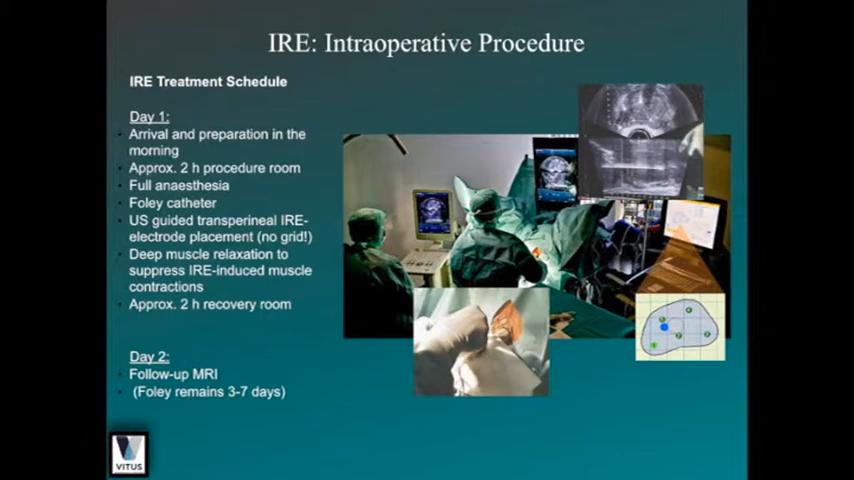 IRE: Intraoperative Procedure
IRE Treatment Schedule
Day 1:
Arrival and preparation in the
morning
Approx. 2 h procedure room
Full anaesthesia
Foley catheter
US guided transperineal IRE-
electrode placement (no grid!)
Deep muscle relaxation to
suppress IRE-induced muscle
contractions
Approx. 2 h recovery room
Day 2:
Follow-up MRI
(Foley remains 3-7 days)
VITUS